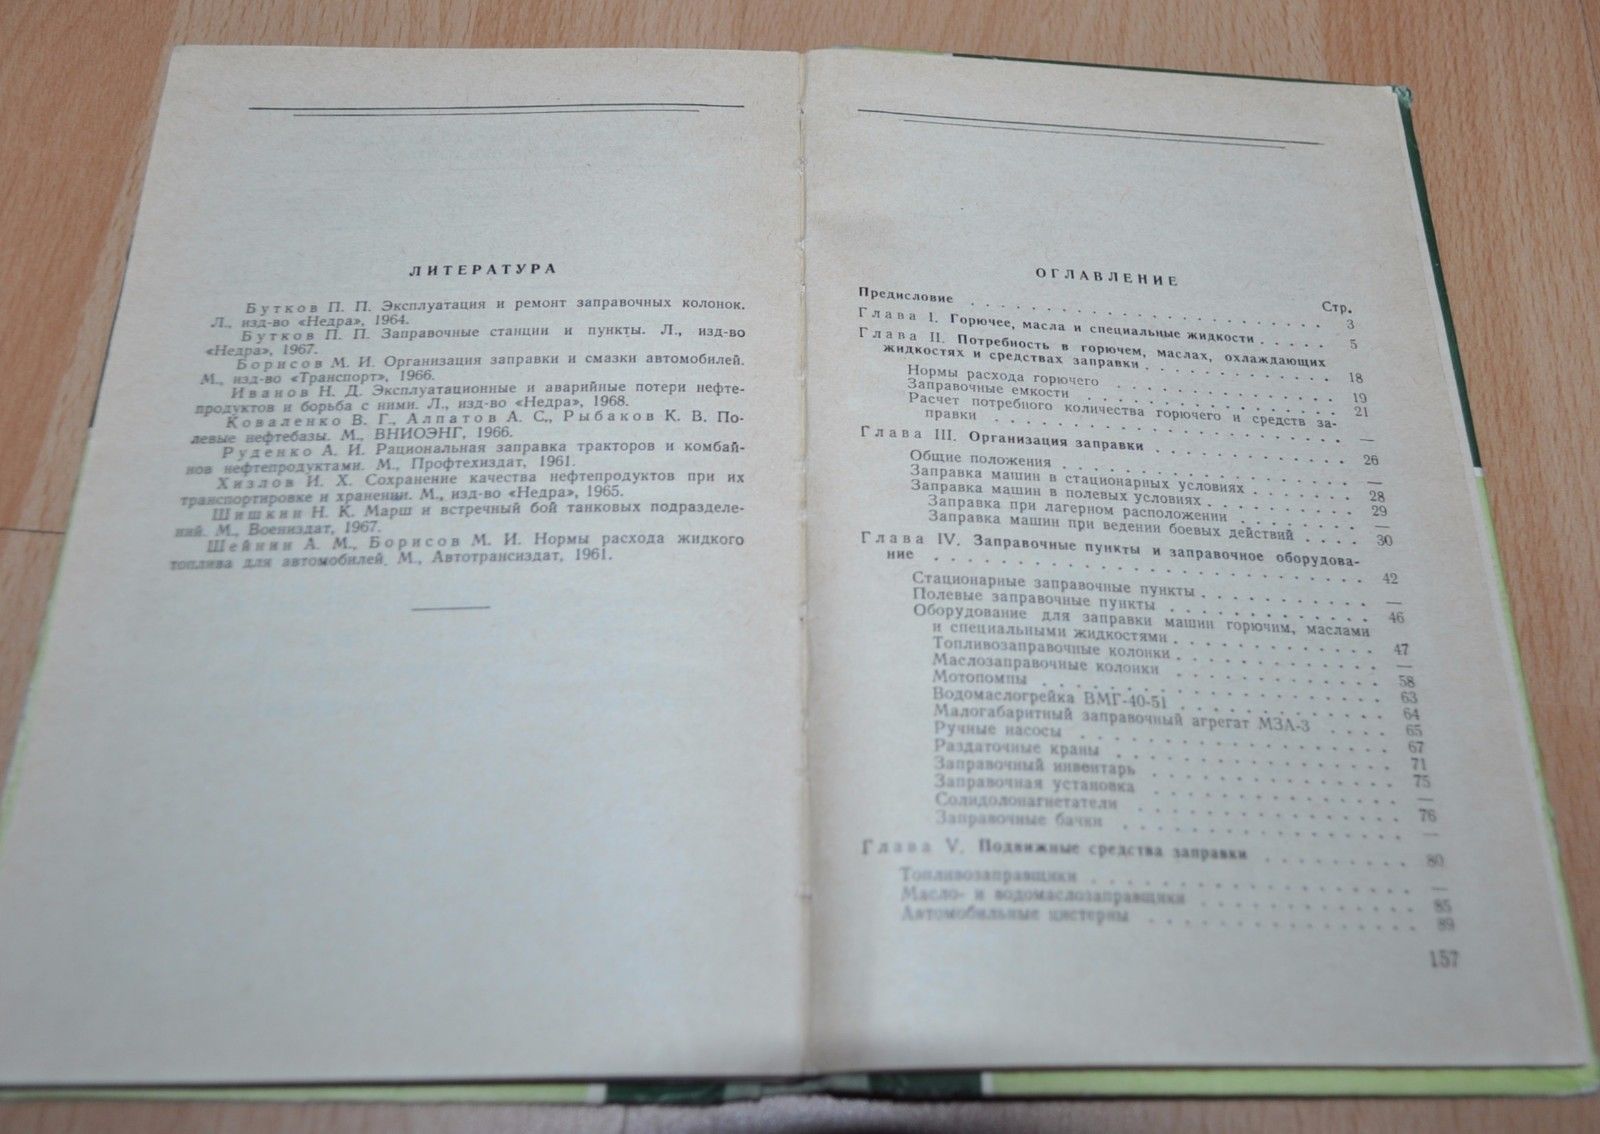 ЛИТЕРАТУРА
Бутков П. П. Эксплуатация и ремонт заправочных колонок.
Л., изд-во «Недра», 1964.
Бутков П. П. Заправочные станции и пункты. Л., изд-во
«Недра», 1967.
Борисов М. И. Организация заправки и смазки автомобилей.
М., изд-во «Транспорт», 1966.
Иванов Н. Д. Эксплуатационные и аварийные потери нефте-
продуктов и борьба с ними. Л., изд-во «Недра», 1968.
Коваленко В. Г., Алпатов А. С., Рыбаков К. В. По-
левые нефтебазы. М., ВНИОЭНГ, 1966.
Руденко А. И. Рациональная заправка тракторов и комбай-
нов нефтепродуктами. М., Профтехиздат, 1961.
Хизлов И. Х. Сохранение качества нефтепродуктов при их
транспортировке и хранении. М., изд-во «Недра», 1965.
Шишкин Н. К. Марш и встречный бой танковых подразделе-
ний. М., Воениздат, 1967.
Шейнин А. М., Борисов М. И. Нормы расхода жидкого
топлива для автомобилей. М., Автотрансиздат, 1961.
ОГЛАВЛЕНИЕ
Стр.
Предисловие . . . . . . . . . . 3
Глава I. Горючее, масла и специальные жидкости . . . . . 5
Глава II. Потребность в горючем, маслах, охлаждающих
жидкостях и средствах заправки . . . . . . . . . . 18
Нормы расхода горючего . . . . . . . . . . 19
Заправочные емкости . . . . . . . . . . 21
Расчет потребного количества горючего и средств за-
правки . . . . . . . . . . —
Глава III. Организация заправки . . . . . . . . . . 26
Общие положения . . . . . . . . . . —
Заправка машин в стационарных условиях . . . . . . . 28
Заправка машин в полевых условиях . . . . . . . . 29
Заправка при лагерном расположении . . . . . . . —
Заправка машин при ведении боевых действий . . . . 30
Глава IV. Заправочные пункты и заправочное оборудова-
ние . . . . . . . . . . 42
Стационарные заправочные пункты . . . . . . . . . . —
Полевые заправочные пункты . . . . . . . . . . 46
Оборудование для заправки машин горючим, маслами
и специальными жидкостями . . . . . . . . . . 47
Топливозаправочные колонки . . . . . . . . . . —
Маслозаправочные колонки . . . . . . . . . . 58
Мотопомпы . . . . . . . . . . 63
Водомаслогрейка ВМГ-40-51 . . . . . . . . . . 64
Малогабаритный заправочный агрегат МЗА-3 . . . . 65
Ручные насосы . . . . . . . . . . 67
Раздаточные краны . . . . . . . . . . 71
Заправочный инвентарь . . . . . . . . . . 75
Заправочная установка . . . . . . . . . . —
Солидолонагнетатели . . . . . . . . . . 76
Заправочные бачки . . . . . . . . . . —
Глава V. Подвижные средства заправки . . . . . . . . 80
Топливозаправщики . . . . . . . . . . —
Масло- и водомаслозаправщики . . . . . . . . . . 85
Автомобильные цистерны . . . . . . . . . . 89
157